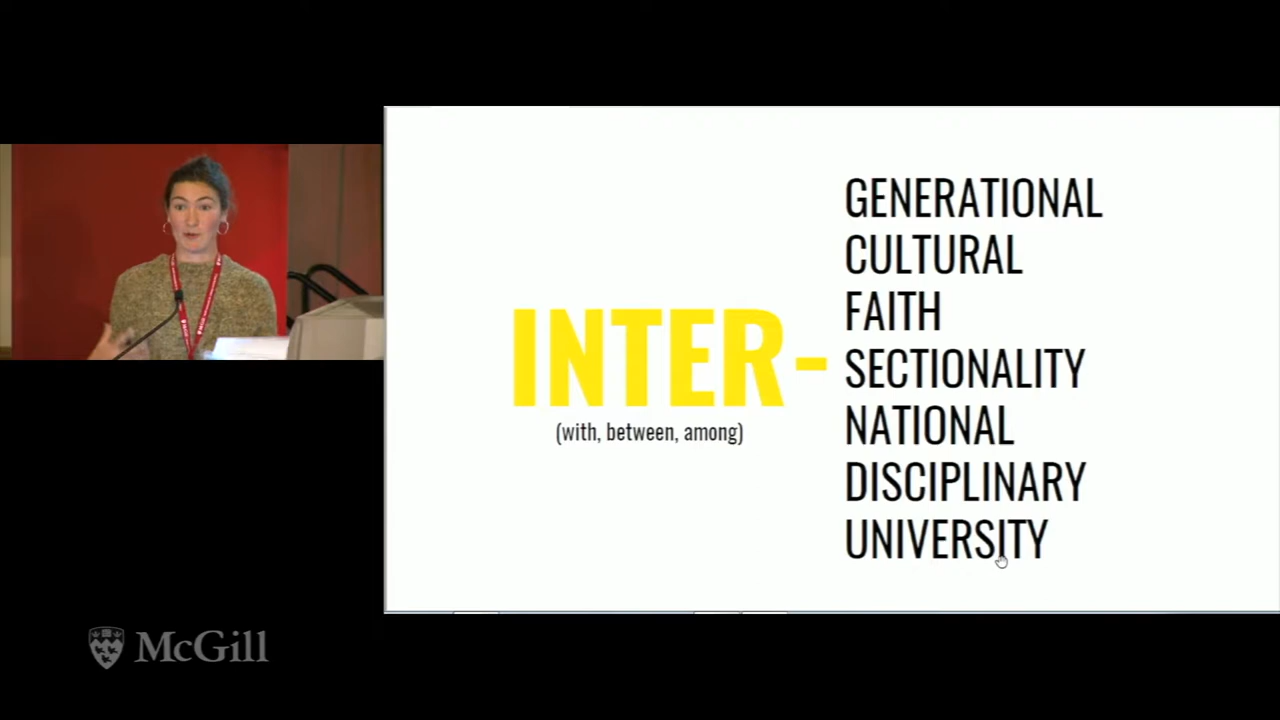 GENERATIONAL
CULTURAL
FAITH
INTER-
SECTIONALITY
(with, between, among)
NATIONAL
DISCIPLINARY
UNIVERSITY
McGill